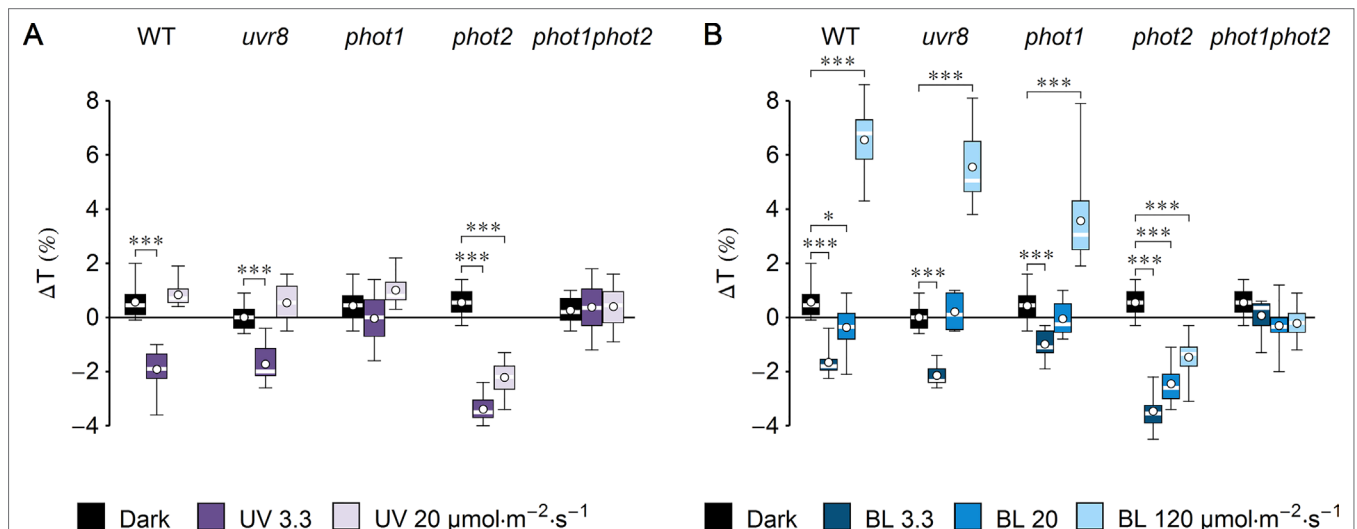 A
WT uvr8 phot1 phot2 phot1phot2
ΔT (%)
8
6
4
2
0
−2
−4
*** *** *** ***
Dark UV 3.3 UV 20 μmol·m⁻²·s⁻¹
B
WT uvr8 phot1 phot2 phot1phot2
ΔT (%)
8
6
4
2
0
−2
−4
*** *** ***
* ***
*** *** *** *** ***
Dark BL 3.3 BL 20 BL 120 μmol·m⁻²·s⁻¹